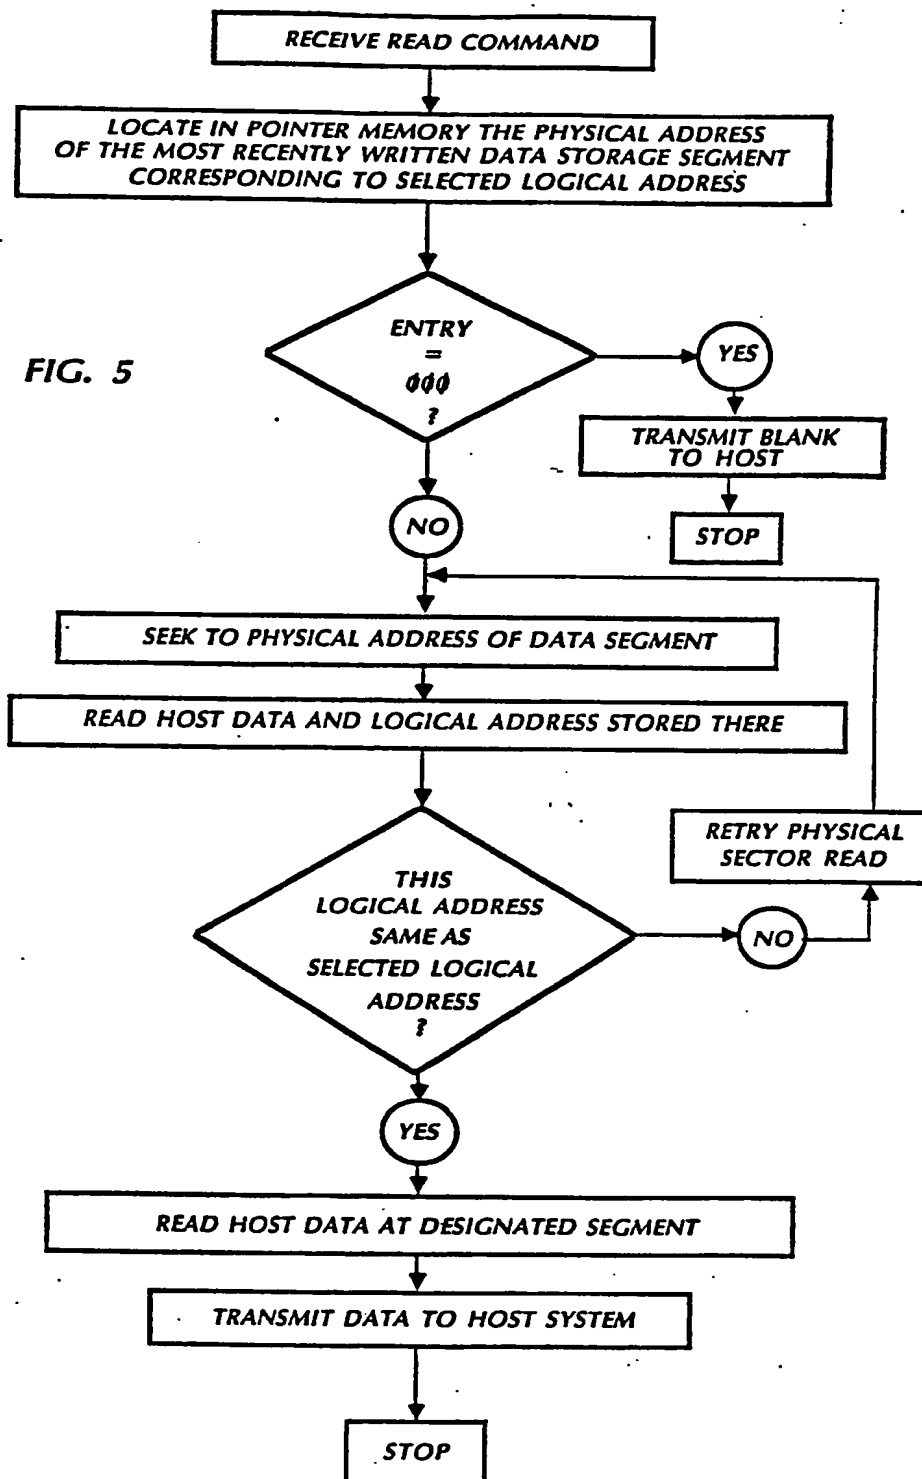 RECEIVE READ COMMAND
LOCATE IN POINTER MEMORY THE PHYSICAL ADDRESS
OF THE MOST RECENTLY WRITTEN DATA STORAGE SEGMENT
CORRESPONDING TO SELECTED LOGICAL ADDRESS
FIG. 5
ENTRY
=
ϕϕϕ
?
YES
TRANSMIT BLANK
TO HOST
STOP
NO
SEEK TO PHYSICAL ADDRESS OF DATA SEGMENT
READ HOST DATA AND LOGICAL ADDRESS STORED THERE
RETRY PHYSICAL
SECTOR READ
THIS
LOGICAL ADDRESS
SAME AS
SELECTED LOGICAL
ADDRESS
?
NO
YES
READ HOST DATA AT DESIGNATED SEGMENT
TRANSMIT DATA TO HOST SYSTEM
STOP